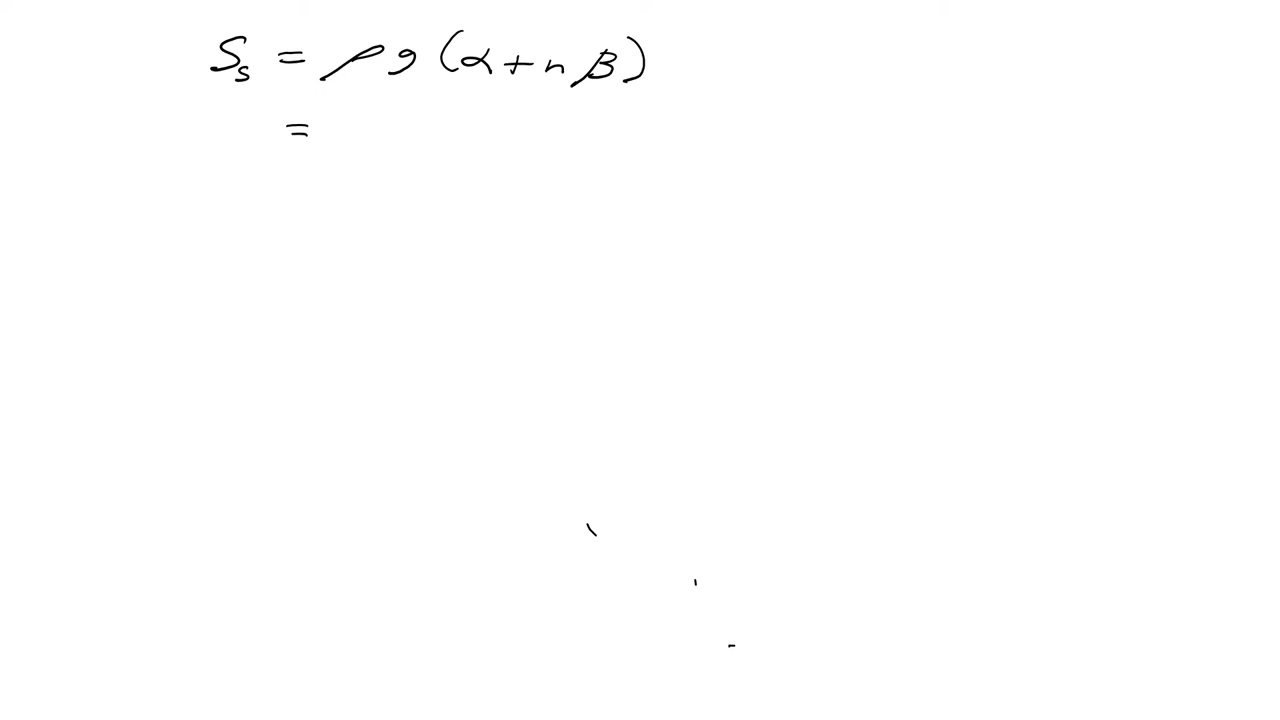 Sₛ = ρg(α+nβ)
=